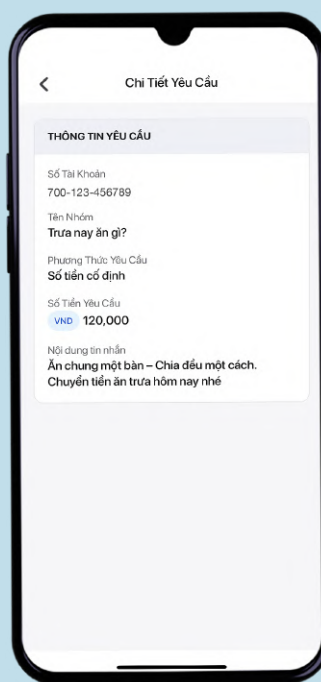 Chi Tiết Yêu Cầu
THÔNG TIN YÊU CẦU
Số Tài Khoản
700-123-456789
Tên Nhóm
Trưa nay ăn gì?
Phương Thức Yêu Cầu
Số tiền cố định
Số Tiền Yêu Cầu
VND 120,000
Nội dung tin nhắn
Ăn chung một bàn – Chia đều một cách.
Chuyển tiền ăn trưa hôm nay nhé